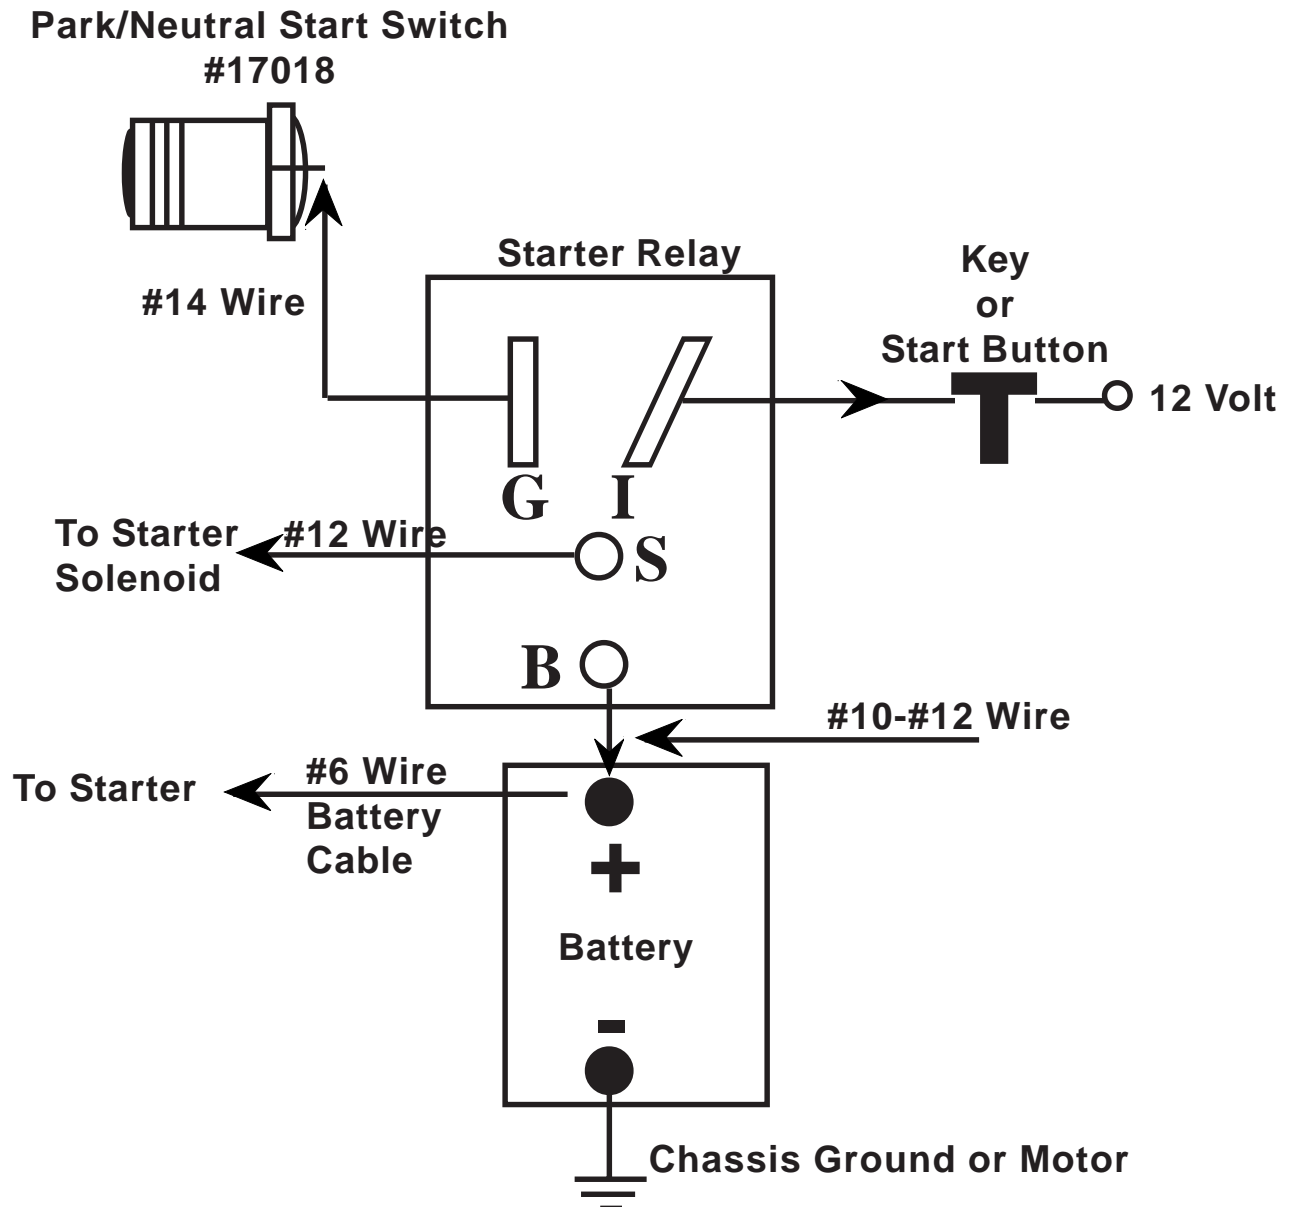 Park/Neutral Start Switch
#17018
Starter Relay
Key
or
Start Button
#14 Wire
12 Volt
G
I
To Starter
Solenoid
#12 Wire
S
B
#10-#12 Wire
To Starter
#6 Wire
Battery
Cable
+
Battery
-
Chassis Ground or Motor